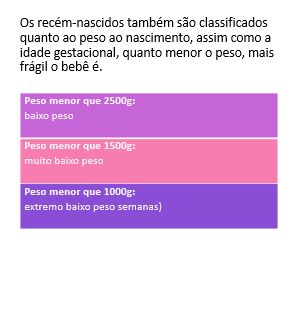 Os recém-nascidos também são classificados
quanto ao peso ao nascimento, assim como a
idade gestacional, quanto menor o peso, mais
frágil o bebê é.
Peso menor que 2500g:
baixo peso
Peso menor que 1500g:
muito baixo peso
Peso menor que 1000g:
extremo baixo peso semanas)